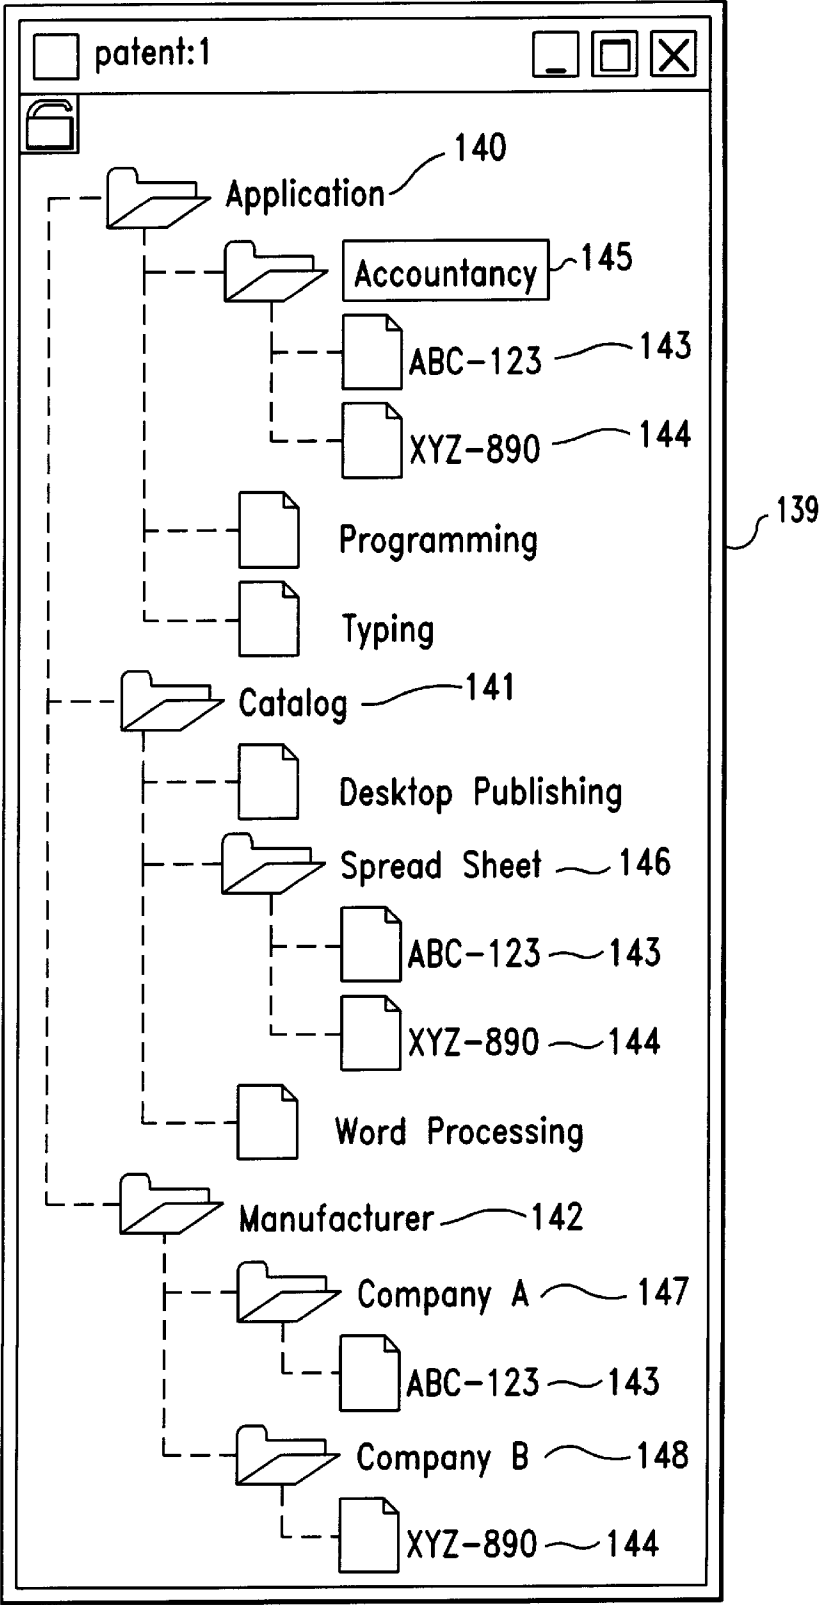 patent:1
Application 140
Accountancy 145
ABC-123 143
XYZ-890 144
139
Programming
Typing
Catalog 141
Desktop Publishing
Spread Sheet 146
ABC-123 143
XYZ-890 144
Word Processing
Manufacturer 142
Company A 147
ABC-123 143
Company B 148
XYZ-890 144